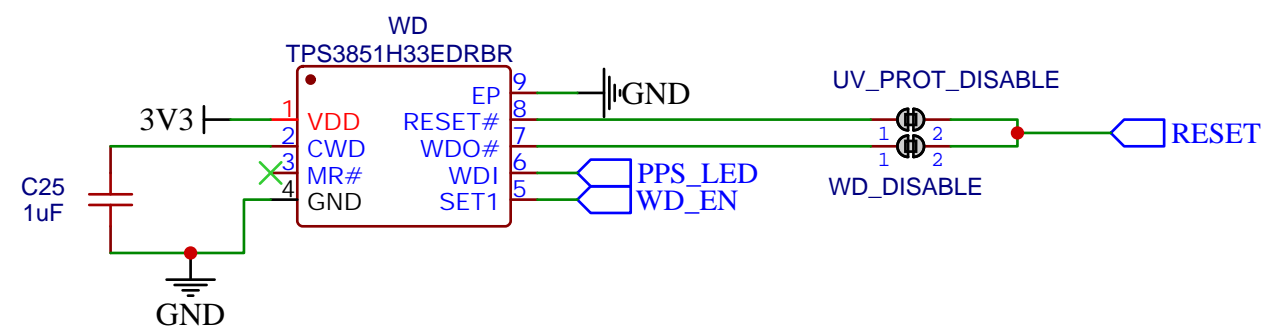 WD
TPS3851H33EDRBR
UV_PROT_DISABLE
3V3
1
VDD
EP
9
GND
RESET#
8
1
2
2
CWD
WDO#
7
1
2
RESET
3
MR#
WDI
6
PPS_LED
WD_DISABLE
4
GND
SET1
5
WD_EN
C25
1uF
GND